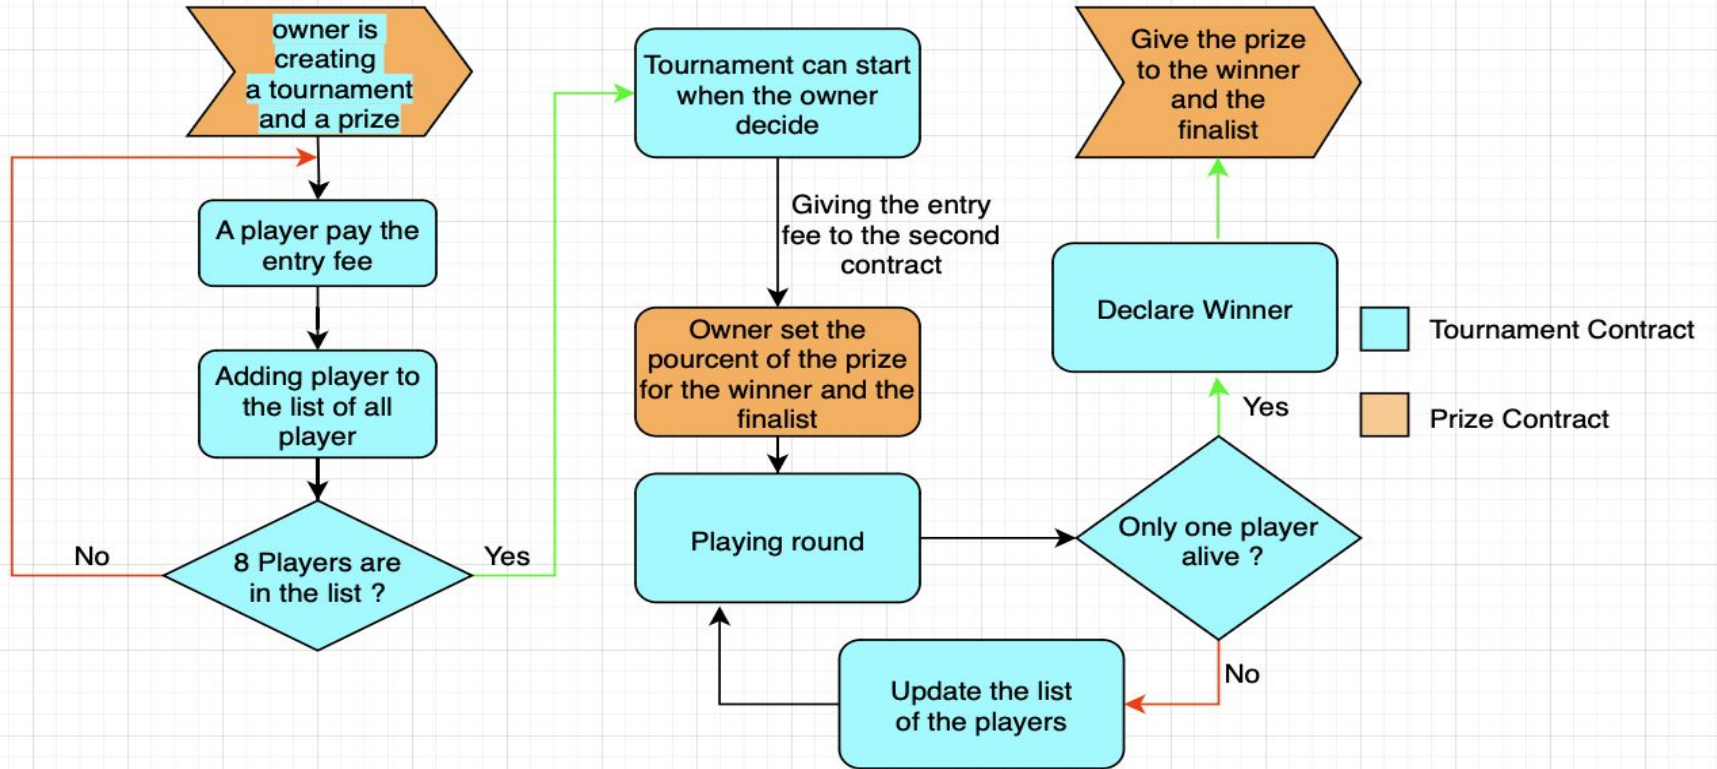 owner is
creating
a tournament
and a prize
A player pay the
entry fee
Adding player to
the list of all
player
8 Players are
in the list ?
No
Yes
Tournament can start
when the owner
decide
Giving the entry
fee to the second
contract
Owner set the
pourcent of the prize
for the winner and the
finalist
Playing round
Only one player
alive ?
No
Update the list
of the players
Yes
Declare Winner
Give the prize
to the winner
and the
finalist
Tournament Contract
Prize Contract